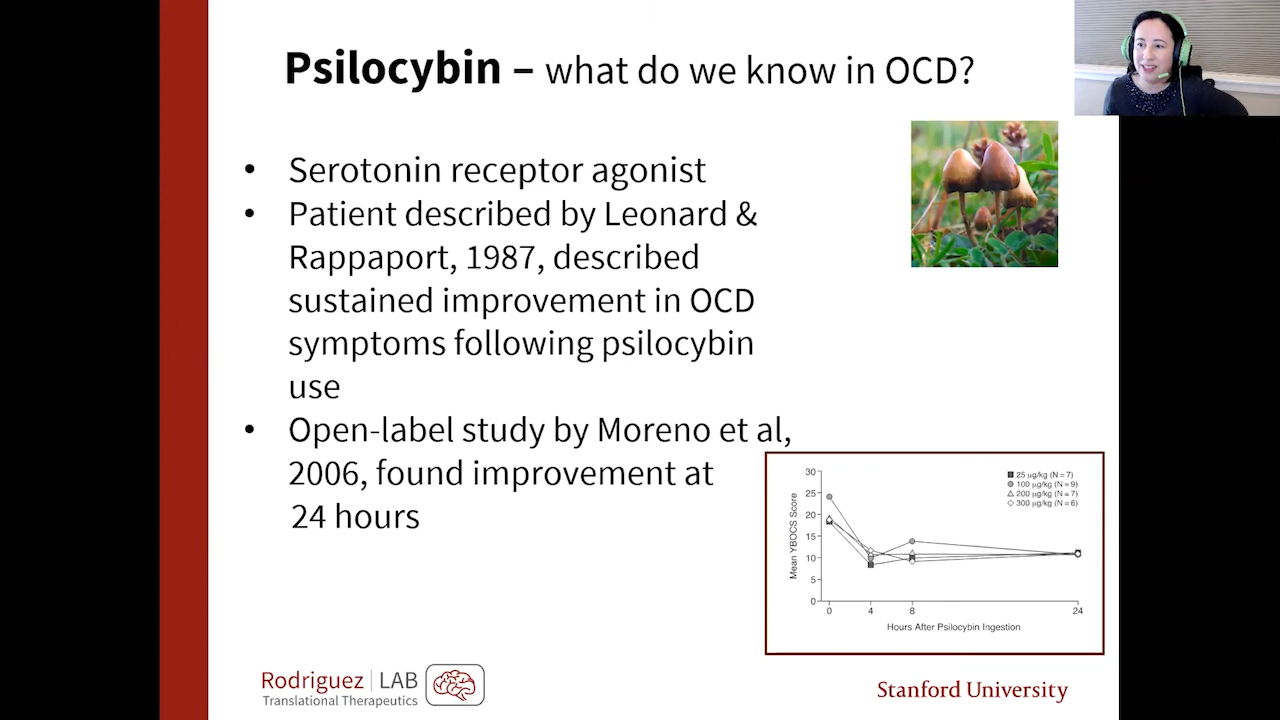 Psilocybin – what do we know in OCD?
• Serotonin receptor agonist
• Patient described by Leonard &
Rappaport, 1987, described
sustained improvement in OCD
symptoms following psilocybin
use
• Open-label study by Moreno et al,
2006, found improvement at
24 hours
30
25
20
15
10
5
0
Mean YBOCS Score
25 μg/kg (N = 7)
100 μg/kg (N = 9)
200 μg/kg (N = 7)
300 μg/kg (N = 6)
0 4 8 24
Hours After Psilocybin Ingestion
Rodriguez | LAB
Translational Therapeutics
Stanford University